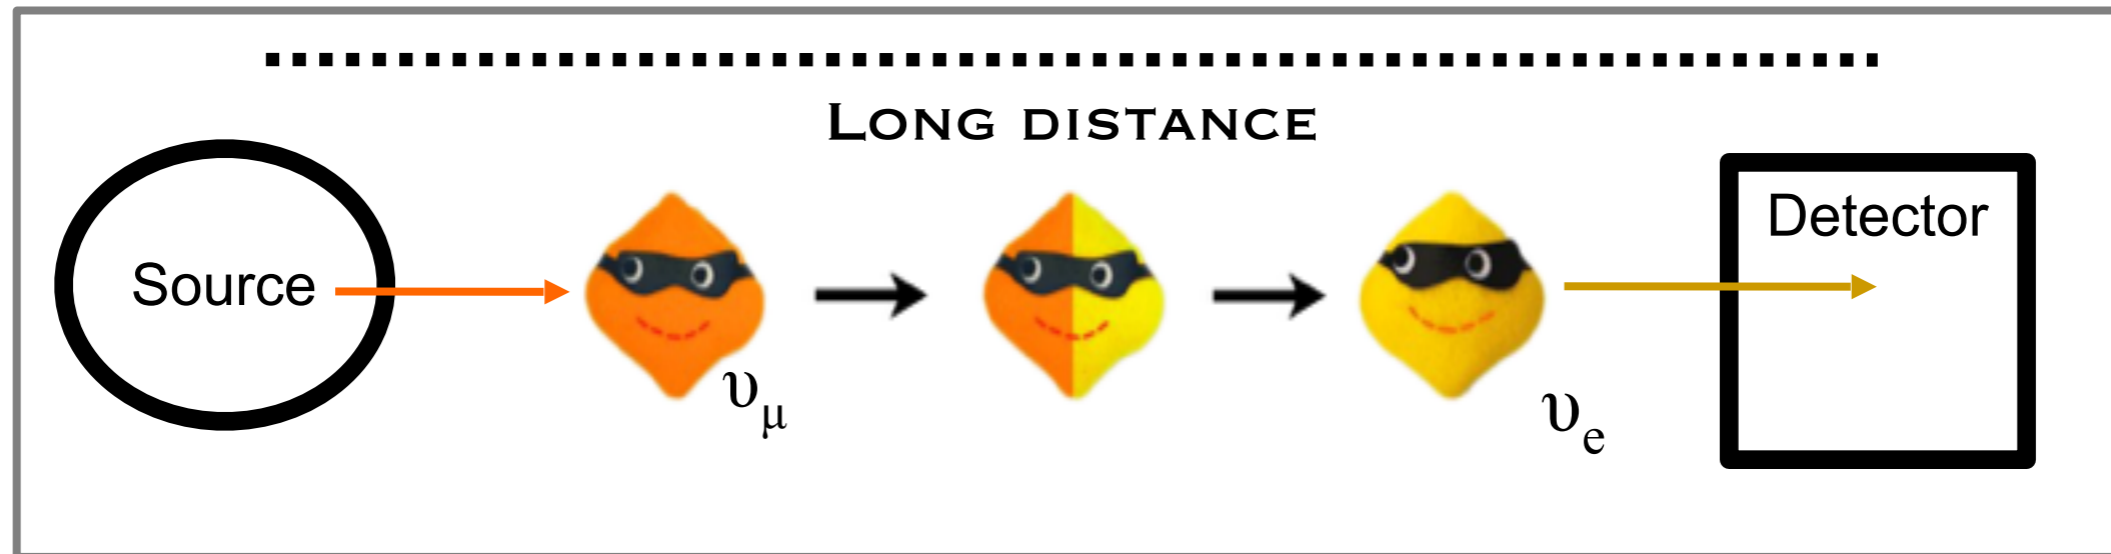 LONG DISTANCE
Source
Detector
υμ
υe